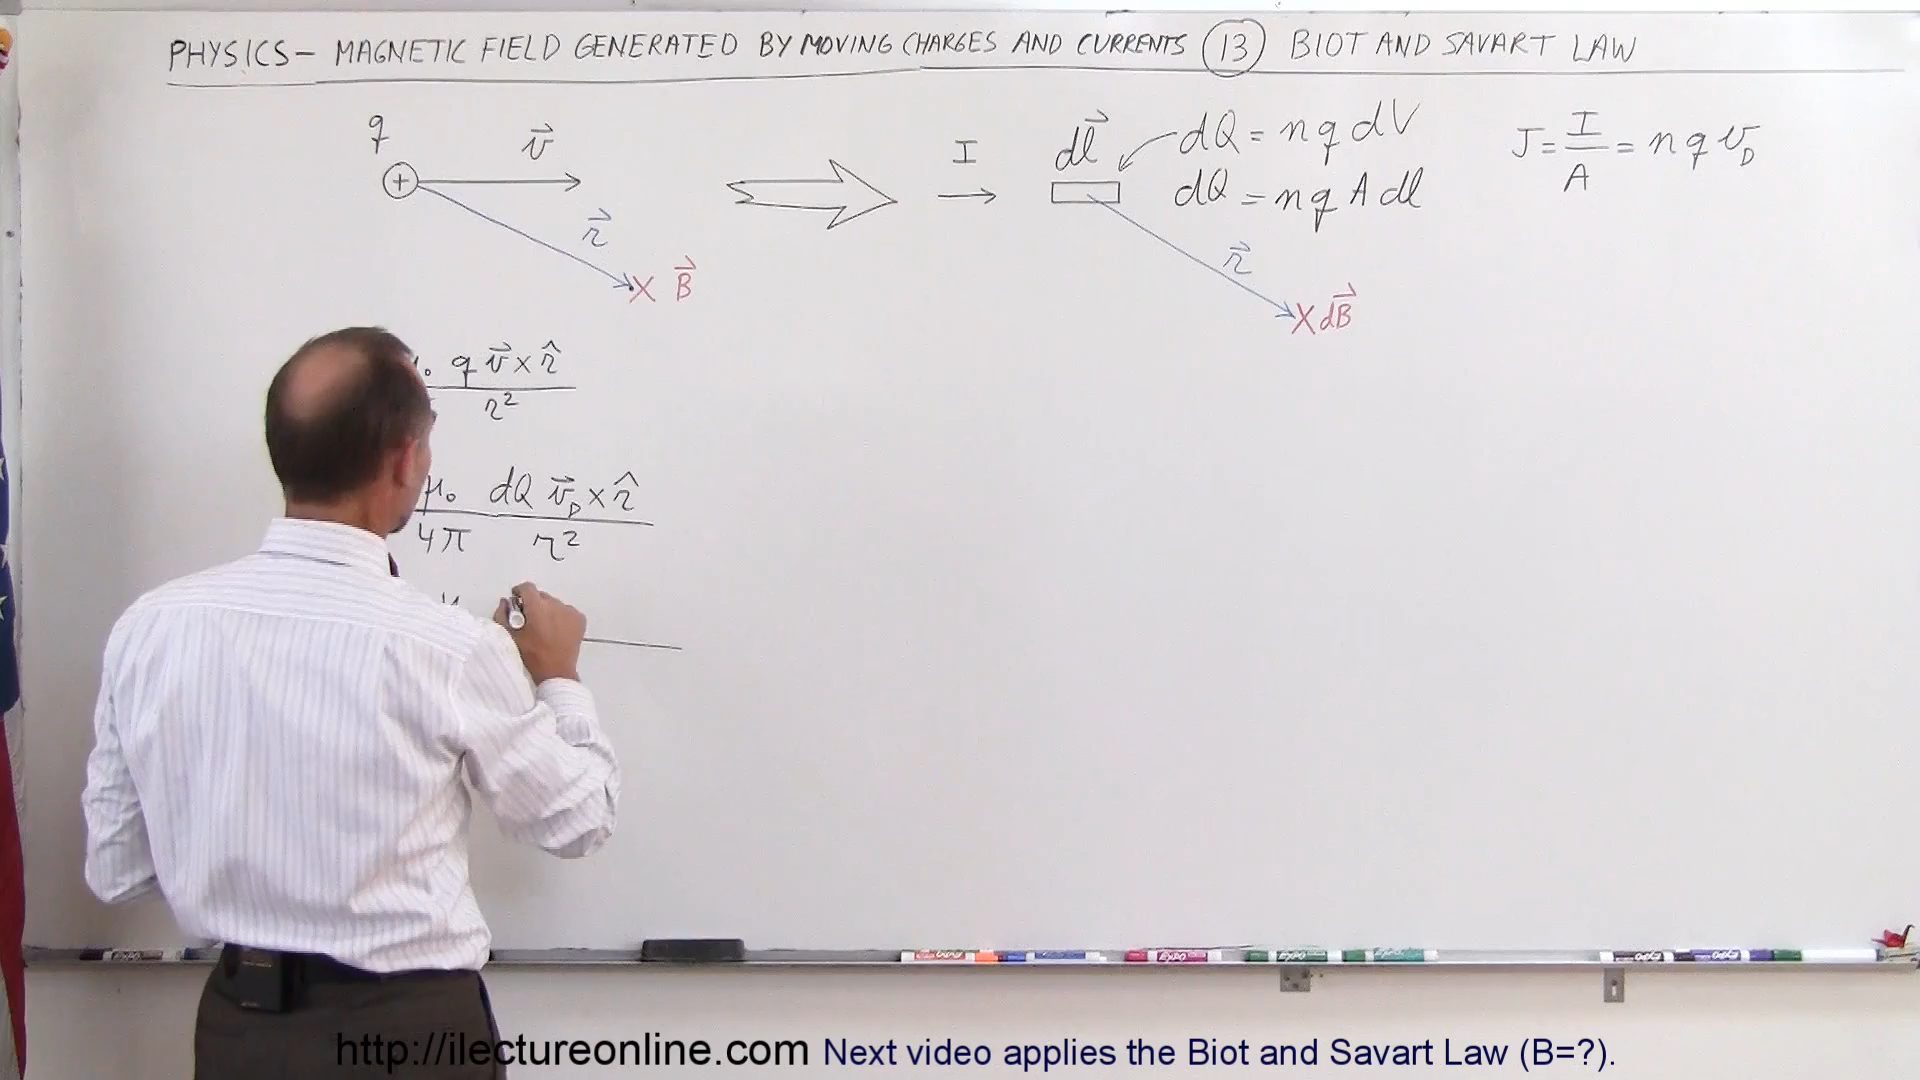 PHYSICS – MAGNETIC FIELD GENERATED BY MOVING CHARGES AND CURRENTS 13 BIOT AND SAVART LAW
q
+
v⃗
r⃗
X B⃗
I
dl⃗
dQ = nq dV
dQ = nq A dl
r⃗
X dB⃗
J = I/A = nq v_D
q v⃗ × r̂
r²
μ₀ dQ v⃗_D × r̂
4π r²
http://ilectureonline.com Next video applies the Biot and Savart Law (B=?).